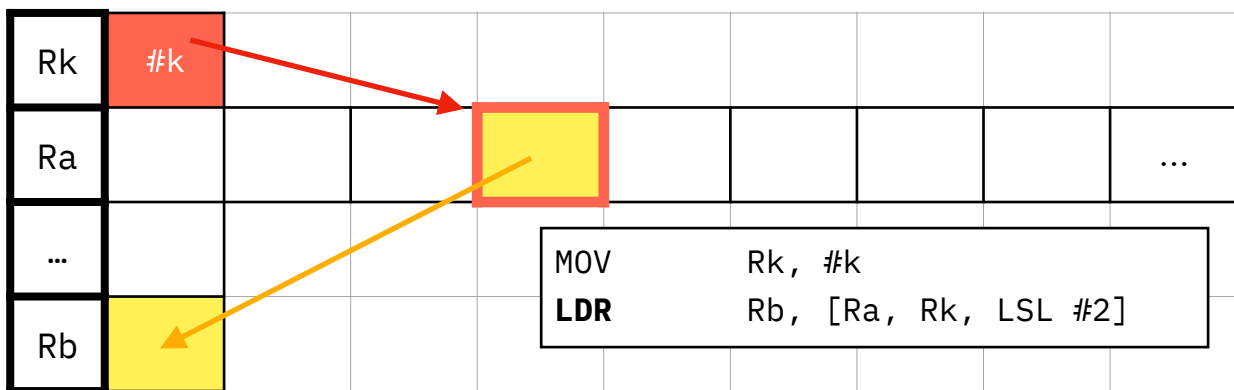 Rk #k
Ra …
…
Rb
MOV Rk, #k
LDR Rb, [Ra, Rk, LSL #2]